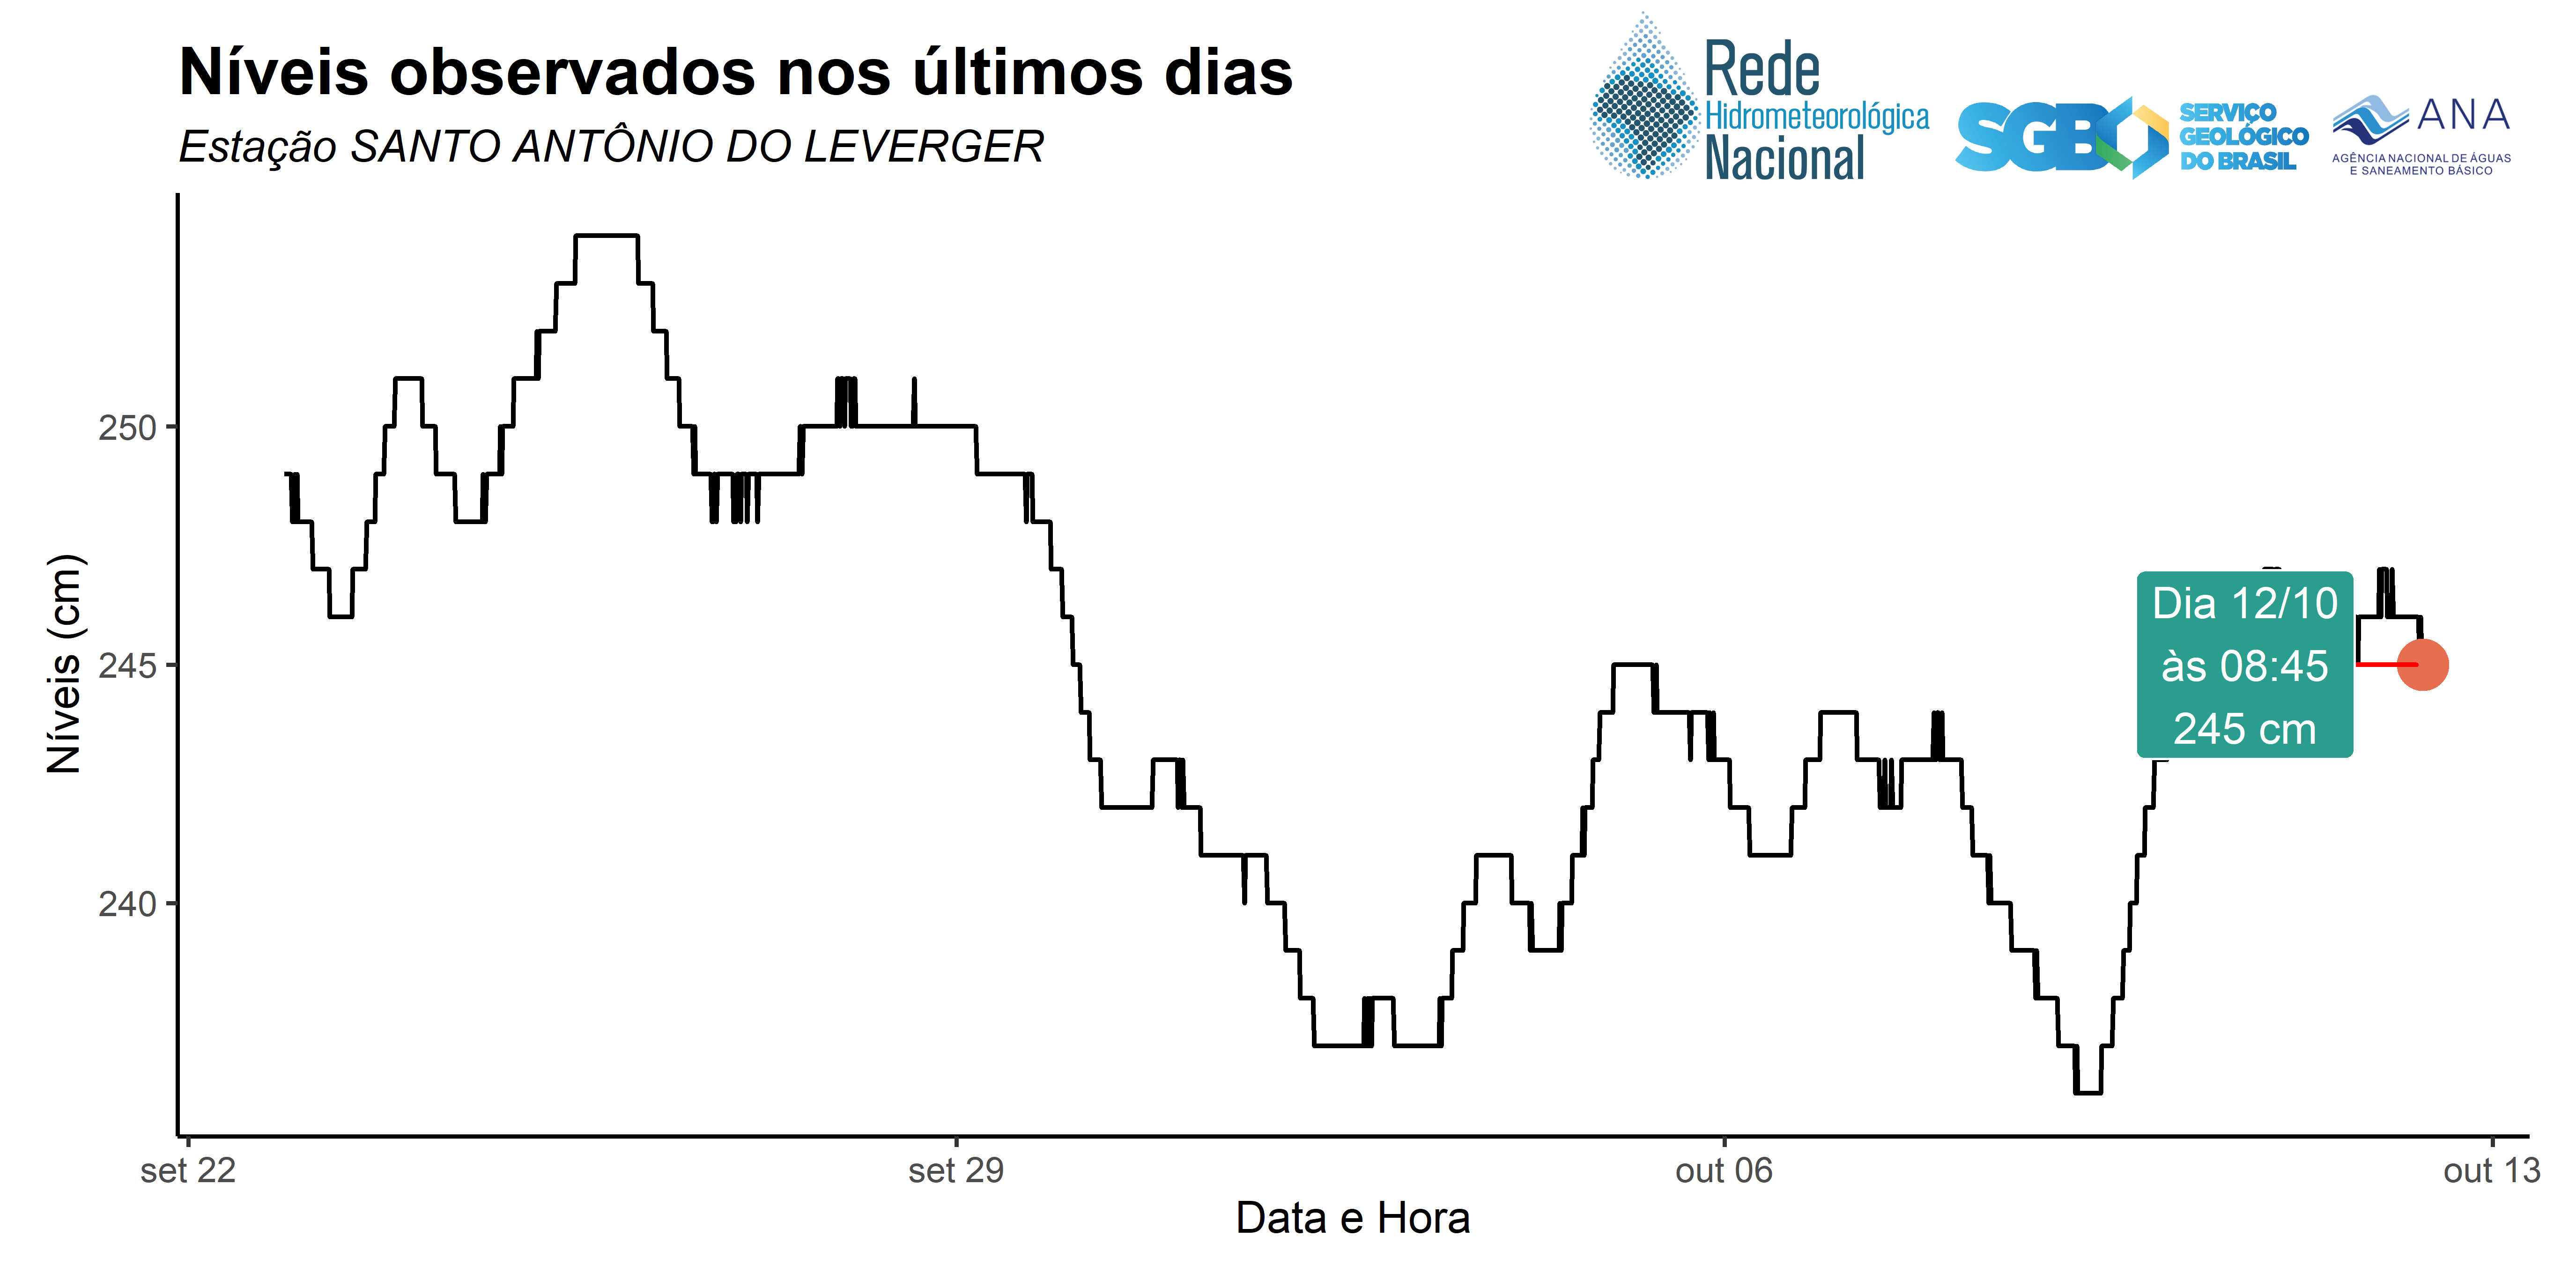 Níveis observados nos últimos dias
Estação SANTO ANTÔNIO DO LEVERGER
Rede
Hidrometeorológica
Nacional
SGB
SERVIÇO
GEOLÓGICO
DO BRASIL
ANA
AGÊNCIA NACIONAL DE ÁGUAS
E SANEAMENTO BÁSICO
Níveis (cm)
250
245
240
Dia 12/10
às 08:45
245 cm
set 22
set 29
out 06
out 13
Data e Hora